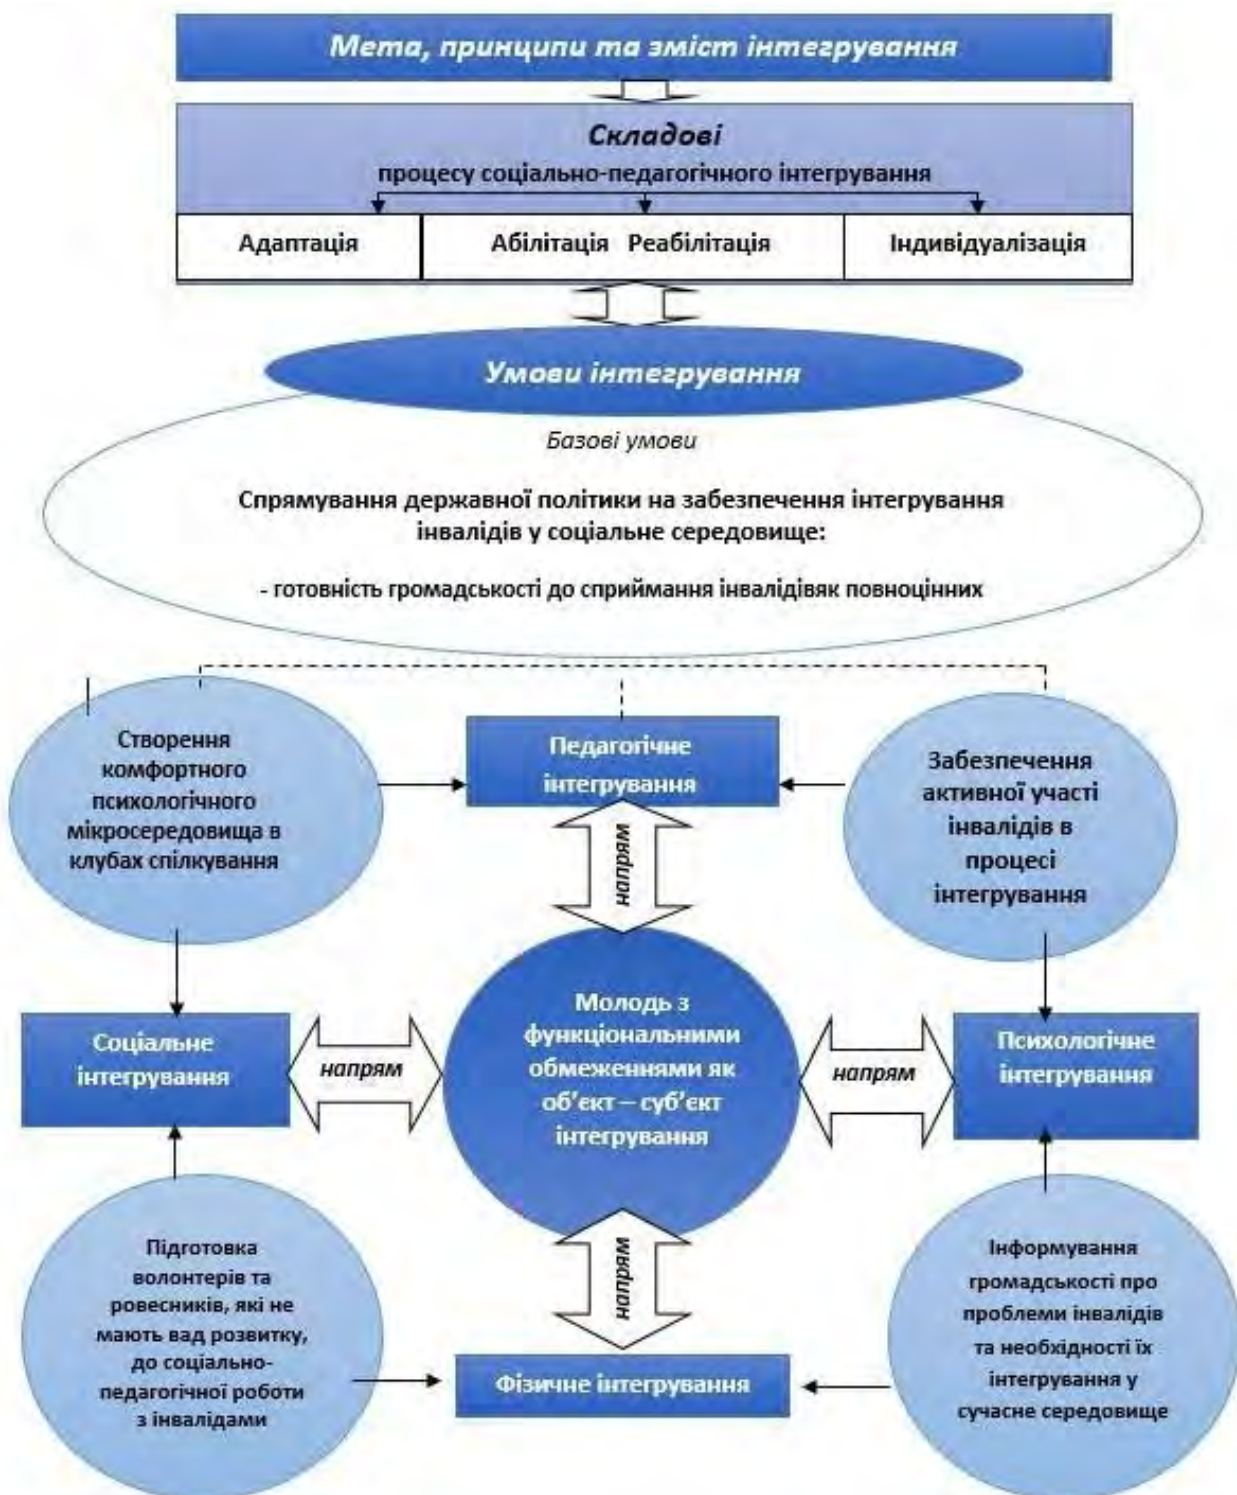 Мета, принципи та зміст інтегрування
Складові
процесу соціально-педагогічного інтегрування
Адаптація
Абілітація Реабілітація
Індивідуалізація
Умови інтегрування
Базові умови
Спрямування державної політики на забезпечення інтегрування
інвалідів у соціальне середовище:
- готовність громадськості до сприймання інвалідівяк повноцінних
Створення
комфортного
психологічного
мікросередовища в
клубах спілкування
Педагогічне
інтегрування
Забезпечення
активної участі
інвалідів в
процесі
інтегрування
напрям
Соціальне
інтегрування
напрям
Молодь з
функціональними
обмеженнями як
об’єкт – суб’єкт
інтегрування
напрям
Психологічне
інтегрування
напрям
Підготовка
волонтерів та
ровесників, які не
мають вад розвитку,
до соціально-
педагогічної роботи
з інвалідами
Фізичне інтегрування
Інформування
громадськості про
проблеми інвалідів
та необхідності їх
інтегрування у
сучасне середовище